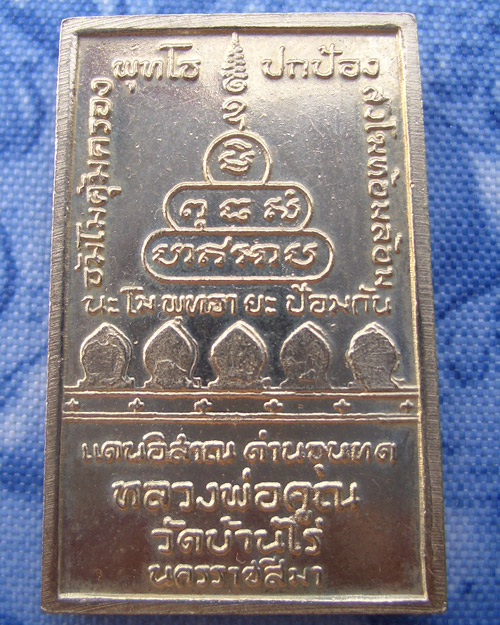 พุทโธ ปกป้อง
ธัมโมคุ้มครอง
สังโฆห้อมล้อม
นะ โม พุทธา ยะ ป้อมกัน
แดนอิสาณ ด่านขุนทด
หลวงพ่อคูณ
วัดบ้านไร่
นครราชสีมา